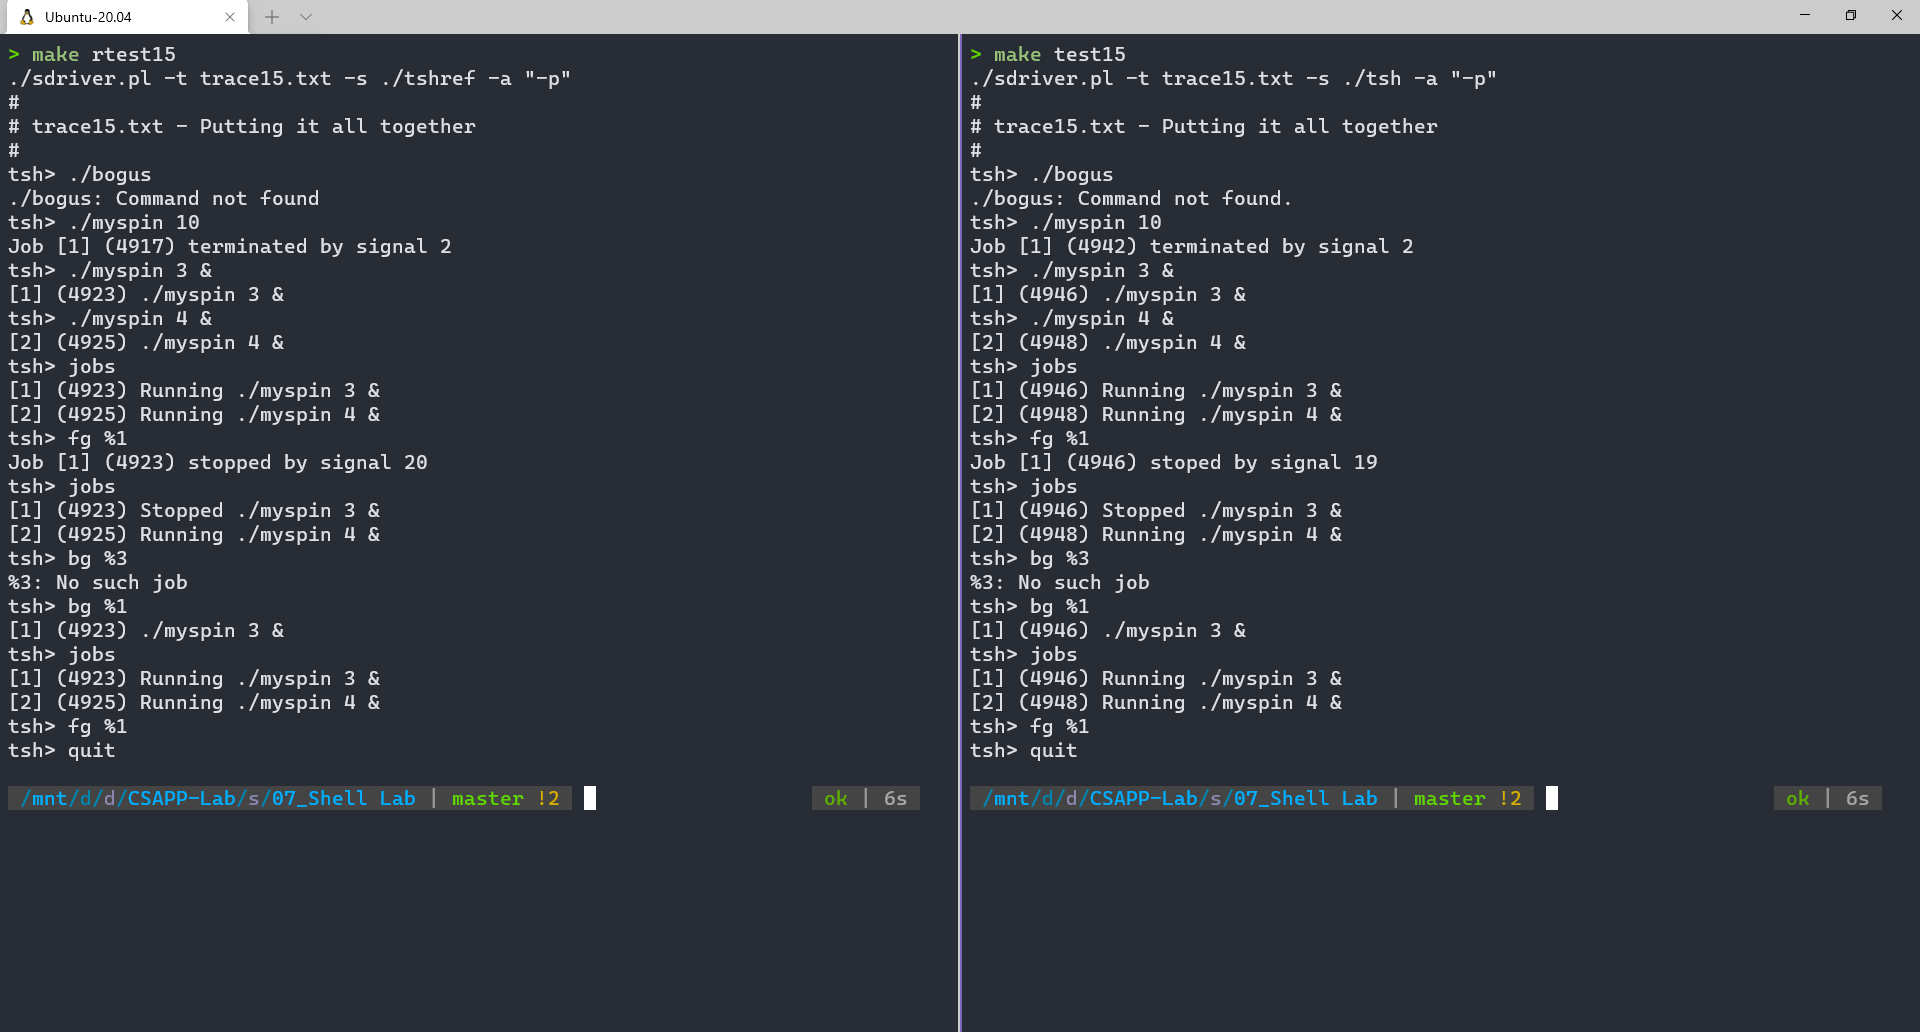 Ubuntu-20.04
> make rtest15
./sdriver.pl -t trace15.txt -s ./tshref -a "-p"
#
# trace15.txt - Putting it all together
#
tsh> ./bogus
./bogus: Command not found
tsh> ./myspin 10
Job [1] (4917) terminated by signal 2
tsh> ./myspin 3 &
[1] (4923) ./myspin 3 &
tsh> ./myspin 4 &
[2] (4925) ./myspin 4 &
tsh> jobs
[1] (4923) Running ./myspin 3 &
[2] (4925) Running ./myspin 4 &
tsh> fg %1
Job [1] (4923) stopped by signal 20
tsh> jobs
[1] (4923) Stopped ./myspin 3 &
[2] (4925) Running ./myspin 4 &
tsh> bg %3
%3: No such job
tsh> bg %1
[1] (4923) ./myspin 3 &
tsh> jobs
[1] (4923) Running ./myspin 3 &
[2] (4925) Running ./myspin 4 &
tsh> fg %1
tsh> quit
/mnt/d/d/CSAPP-Lab/s/07_Shell Lab | master !2 ok | 6s
> make test15
./sdriver.pl -t trace15.txt -s ./tsh -a "-p"
#
# trace15.txt - Putting it all together
#
tsh> ./bogus
./bogus: Command not found.
tsh> ./myspin 10
Job [1] (4942) terminated by signal 2
tsh> ./myspin 3 &
[1] (4946) ./myspin 3 &
tsh> ./myspin 4 &
[2] (4948) ./myspin 4 &
tsh> jobs
[1] (4946) Running ./myspin 3 &
[2] (4948) Running ./myspin 4 &
tsh> fg %1
Job [1] (4946) stoped by signal 19
tsh> jobs
[1] (4946) Stopped ./myspin 3 &
[2] (4948) Running ./myspin 4 &
tsh> bg %3
%3: No such job
tsh> bg %1
[1] (4946) ./myspin 3 &
tsh> jobs
[1] (4946) Running ./myspin 3 &
[2] (4948) Running ./myspin 4 &
tsh> fg %1
tsh> quit
/mnt/d/d/CSAPP-Lab/s/07_Shell Lab | master !2 ok | 6s